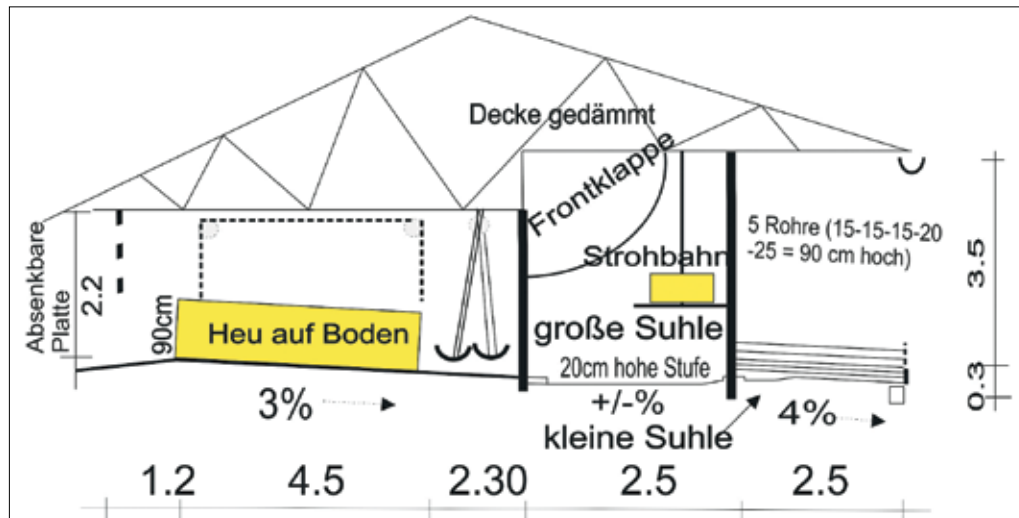 Decke gedämmt
Frontklappe
Strohbahn
5 Rohre (15-15-15-20
-25 = 90 cm hoch)
3.5
Absenkbare
Platte
2.2
90cm
Heu auf Boden
große Suhle
20cm hohe Stufe
0.3
3%
+/-%
kleine Suhle
4%
1.2
4.5
2.30
2.5
2.5